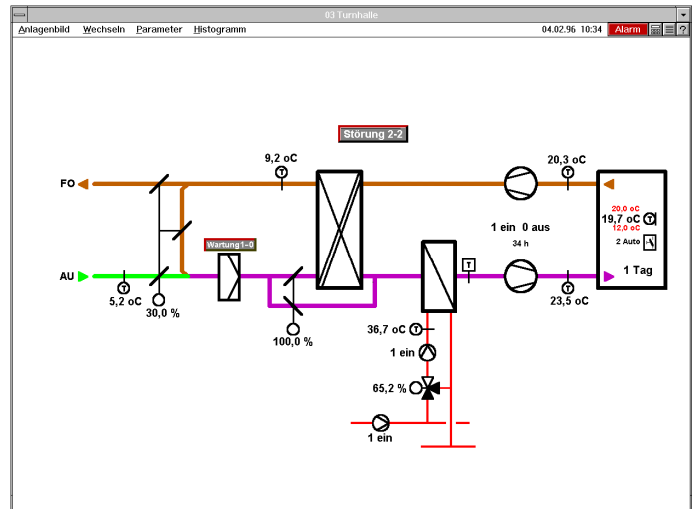 03 Turnhalle
Anlagenbild Wechseln Parameter Histogramm 04.02.96 10:34 Alarm ?
Störung 2-2
9,2 oC
20,3 oC
T
T
FO
20,0 oC
19,7 oC T
12,0 oC
1 ein 0 aus
34 h
2 Auto
Wartung1-0
1 Tag
AU
T
T
T
5,2 oC
30,0 %
23,5 oC
100,0 %
36,7 oC T
1 ein
65,2 %
1 ein